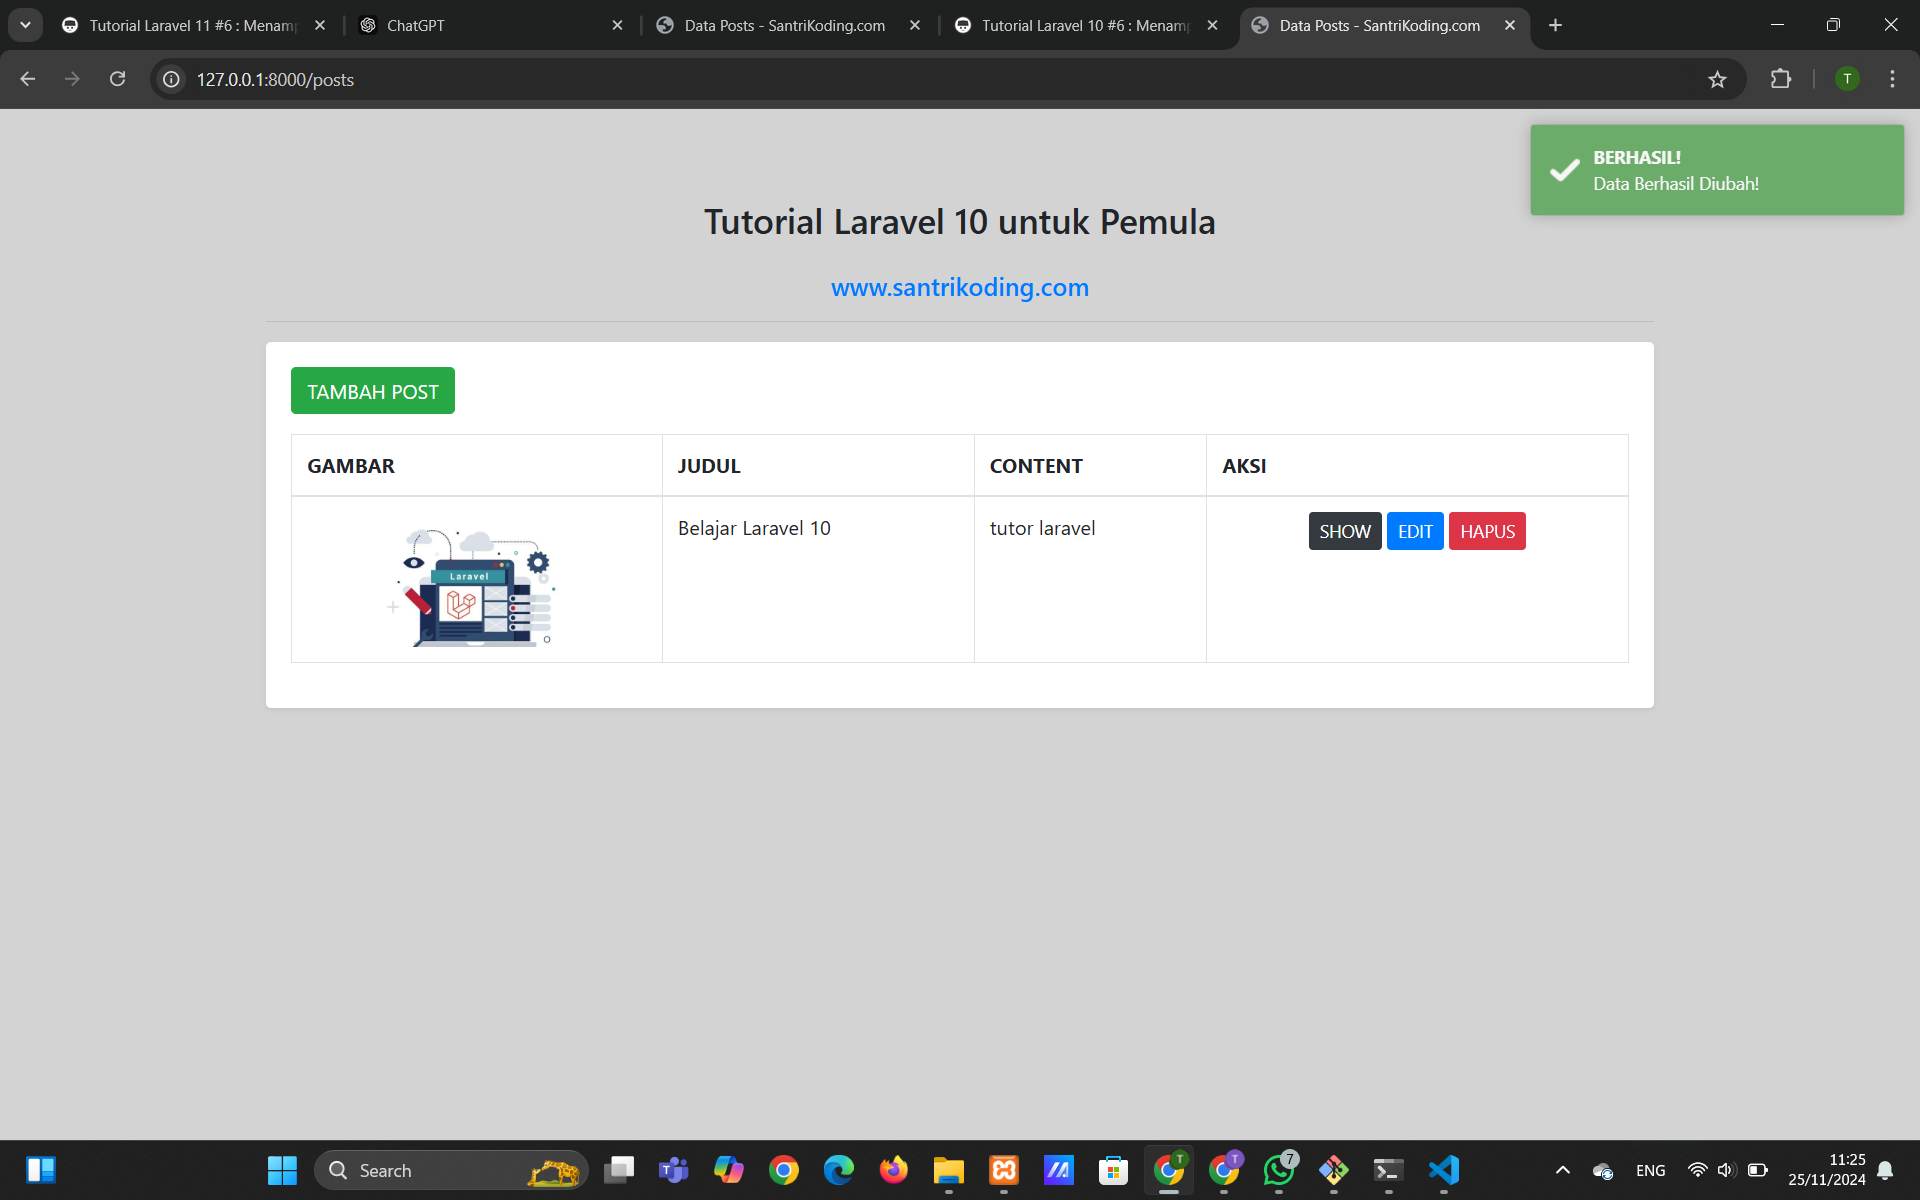 Tutorial Laravel 11 #6 : Menamp
ChatGPT
Data Posts - SantriKoding.com
Tutorial Laravel 10 #6 : Menamp
Data Posts - SantriKoding.com
127.0.0.1:8000/posts
T
BERHASIL!
Data Berhasil Diubah!
Tutorial Laravel 10 untuk Pemula
www.santrikoding.com
TAMBAH POST
GAMBAR JUDUL CONTENT AKSI
Laravel
Belajar Laravel 10
tutor laravel
SHOW EDIT HAPUS
Search
T
T
T
7
ENG
11:25
25/11/2024